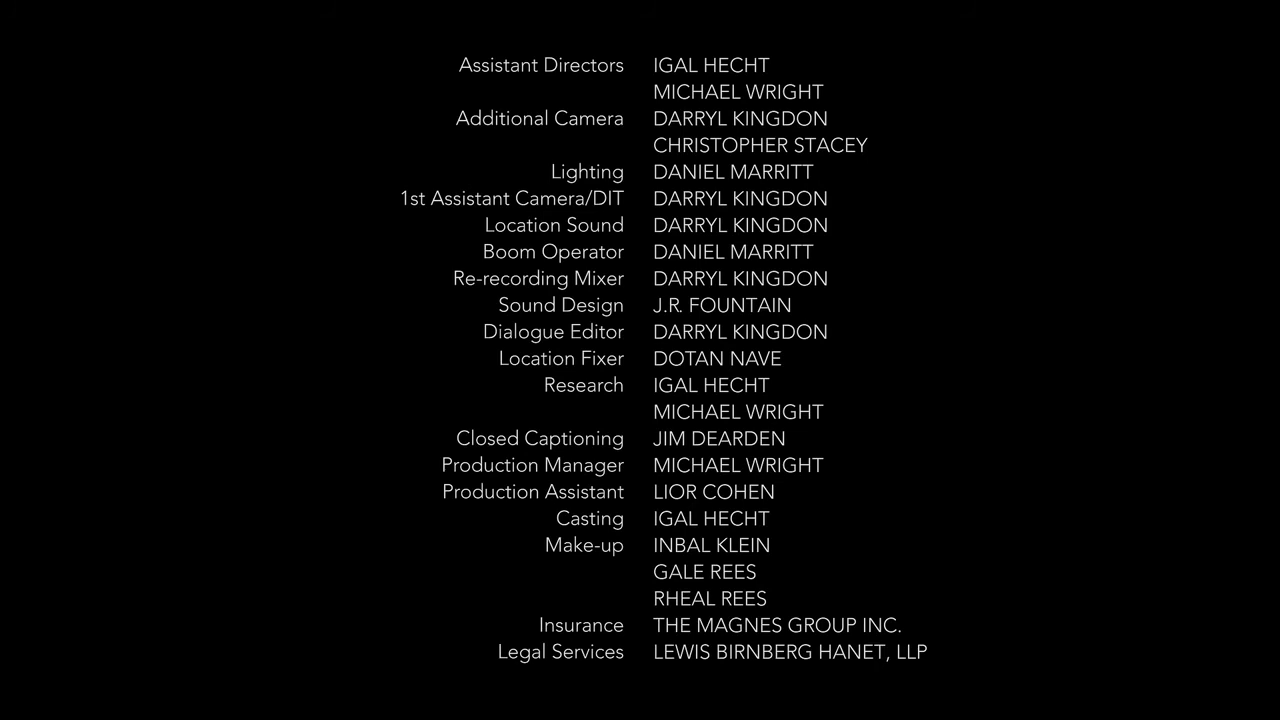 Assistant Directors IGAL HECHT
MICHAEL WRIGHT
Additional Camera DARRYL KINGDON
CHRISTOPHER STACEY
Lighting DANIEL MARRITT
1st Assistant Camera/DIT DARRYL KINGDON
Location Sound DARRYL KINGDON
Boom Operator DANIEL MARRITT
Re-recording Mixer DARRYL KINGDON
Sound Design J.R. FOUNTAIN
Dialogue Editor DARRYL KINGDON
Location Fixer DOTAN NAVE
Research IGAL HECHT
MICHAEL WRIGHT
Closed Captioning JIM DEARDEN
Production Manager MICHAEL WRIGHT
Production Assistant LIOR COHEN
Casting IGAL HECHT
Make-up INBAL KLEIN
GALE REES
RHEAL REES
Insurance THE MAGNES GROUP INC.
Legal Services LEWIS BIRNBERG HANET, LLP